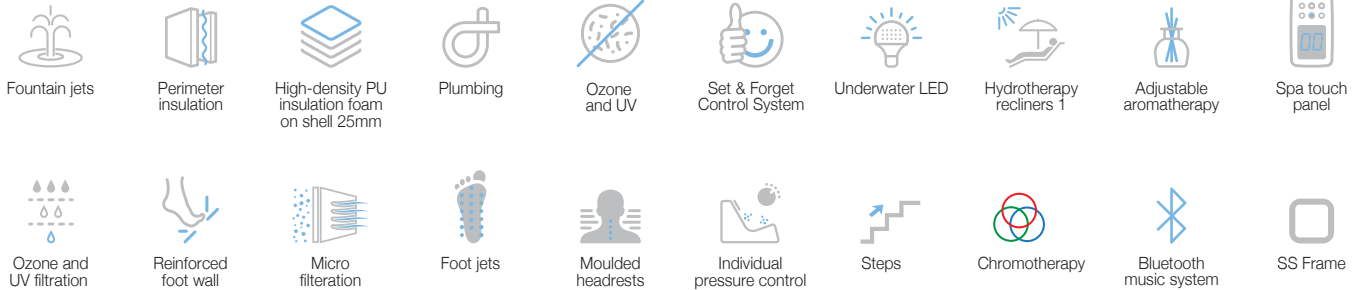 Fountain jets
Perimeter
insulation
High-density PU
insulation foam
on shell 25mm
Plumbing
Ozone
and UV
Set & Forget
Control System
Underwater LED
Hydrotherapy
recliners 1
Adjustable
aromatherapy
00
Spa touch
panel
Ozone and
UV filtration
Reinforced
foot wall
Micro
filteration
Foot jets
Moulded
headrests
Individual
pressure control
Steps
Chromotherapy
Bluetooth
music system
SS Frame